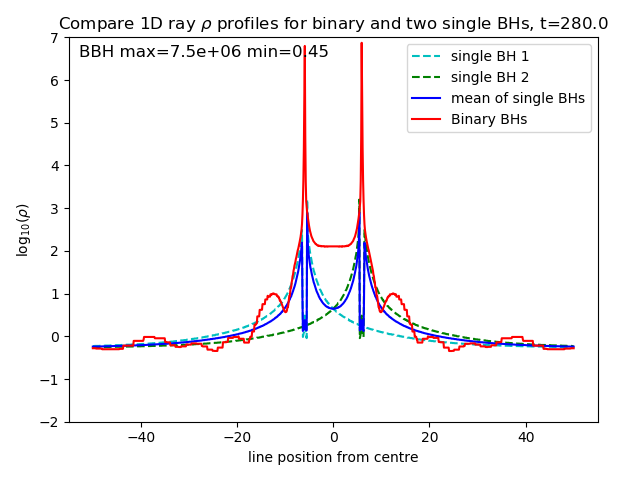 Compare 1D ray ρ profiles for binary and two single BHs, t=280.0
BBH max=7.5e+06 min=0.45
single BH 1
single BH 2
mean of single BHs
Binary BHs
7
6
5
4
3
2
1
0
−1
−2
log₁₀(ρ)
−40
−20
0
20
40
line position from centre